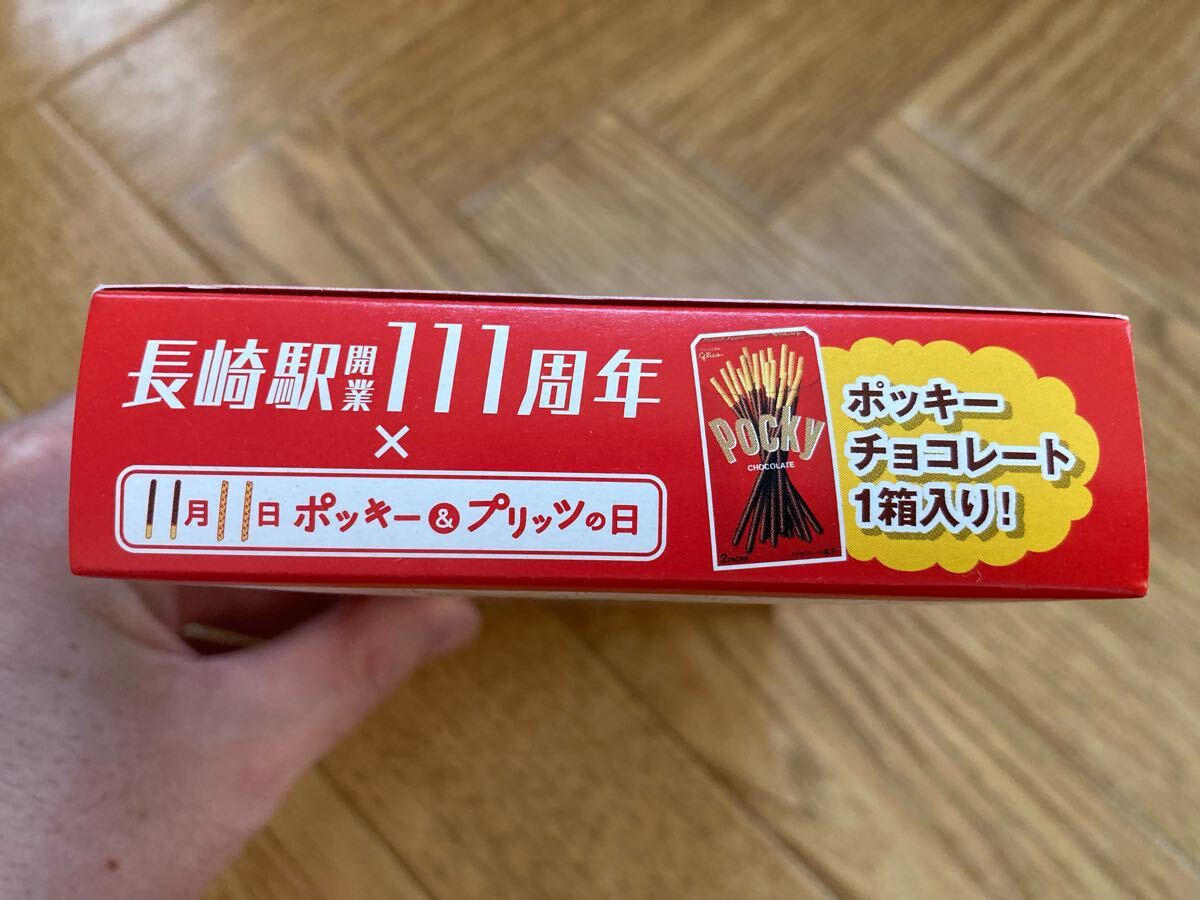 長崎駅開業111周年
×
11月11日 ポッキー&プリッツの日
glico
Pocky
CHOCOLATE
2PACKS
ポッキー
チョコレート
1箱入り!